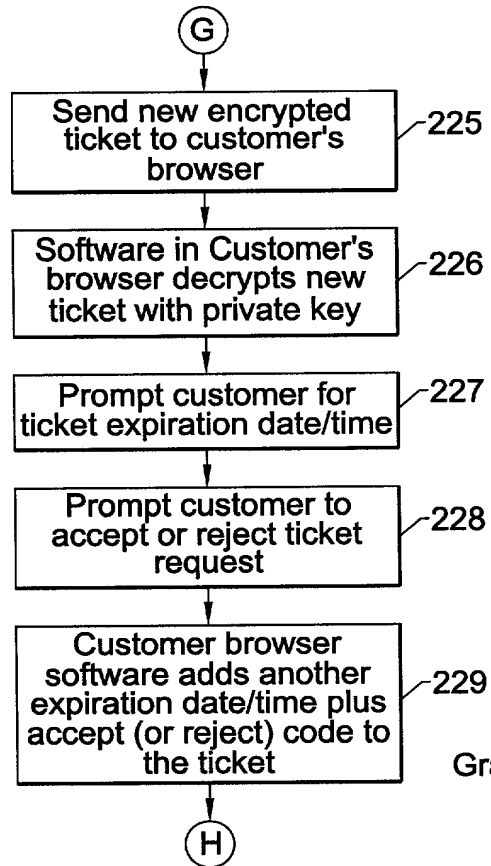 G
Send new encrypted
ticket to customer's
browser
225
Software in Customer's
browser decrypts new
ticket with private key
226
Prompt customer for
ticket expiration date/time
227
Prompt customer to
accept or reject ticket
request
228
Customer browser
software adds another
expiration date/time plus
accept (or reject) code to
the ticket
229
Gra
H